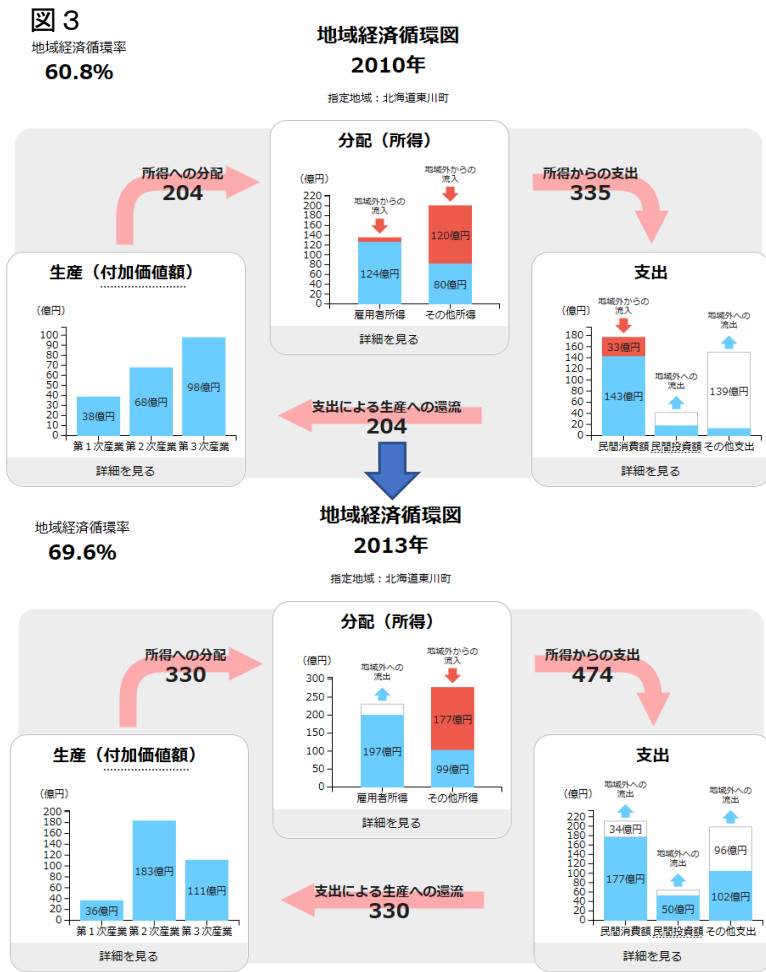 図３
地域経済循環率
60.8%
地域経済循環図
2010年
指定地域：北海道東川町
所得への分配
204
分配（所得）
（億円）
220
200
180
160
140
120
100
80
60
40
20
0
地域外からの
流入
124億円
地域外からの
流入
120億円
80億円
雇用者所得
その他所得
詳細を見る
所得からの支出
335
生産（付加価値額）
（億円）
100
90
80
70
60
50
40
30
20
10
0
38億円
68億円
98億円
第１次産業
第２次産業
第３次産業
詳細を見る
支出による生産への還流
204
支出
（億円）
180
160
140
120
100
80
60
40
20
0
地域外からの
流入
33億円
143億円
地域外への
流出
地域外への
流出
139億円
民間消費額
民間投資額
その他支出
詳細を見る
地域経済循環率
69.6%
地域経済循環図
2013年
指定地域：北海道東川町
所得への分配
330
分配（所得）
（億円）
300
250
200
150
100
50
0
地域外への
流出
197億円
地域外からの
流入
177億円
99億円
雇用者所得
その他所得
詳細を見る
所得からの支出
474
生産（付加価値額）
（億円）
200
180
160
140
120
100
80
60
40
20
0
36億円
183億円
111億円
第１次産業
第２次産業
第３次産業
詳細を見る
支出による生産への還流
330
支出
（億円）
220
200
180
160
140
120
100
80
60
40
20
0
地域外への
流出
34億円
177億円
地域外への
流出
50億円
地域外への
流出
96億円
102億円
民間消費額
民間投資額
その他支出
詳細を見る